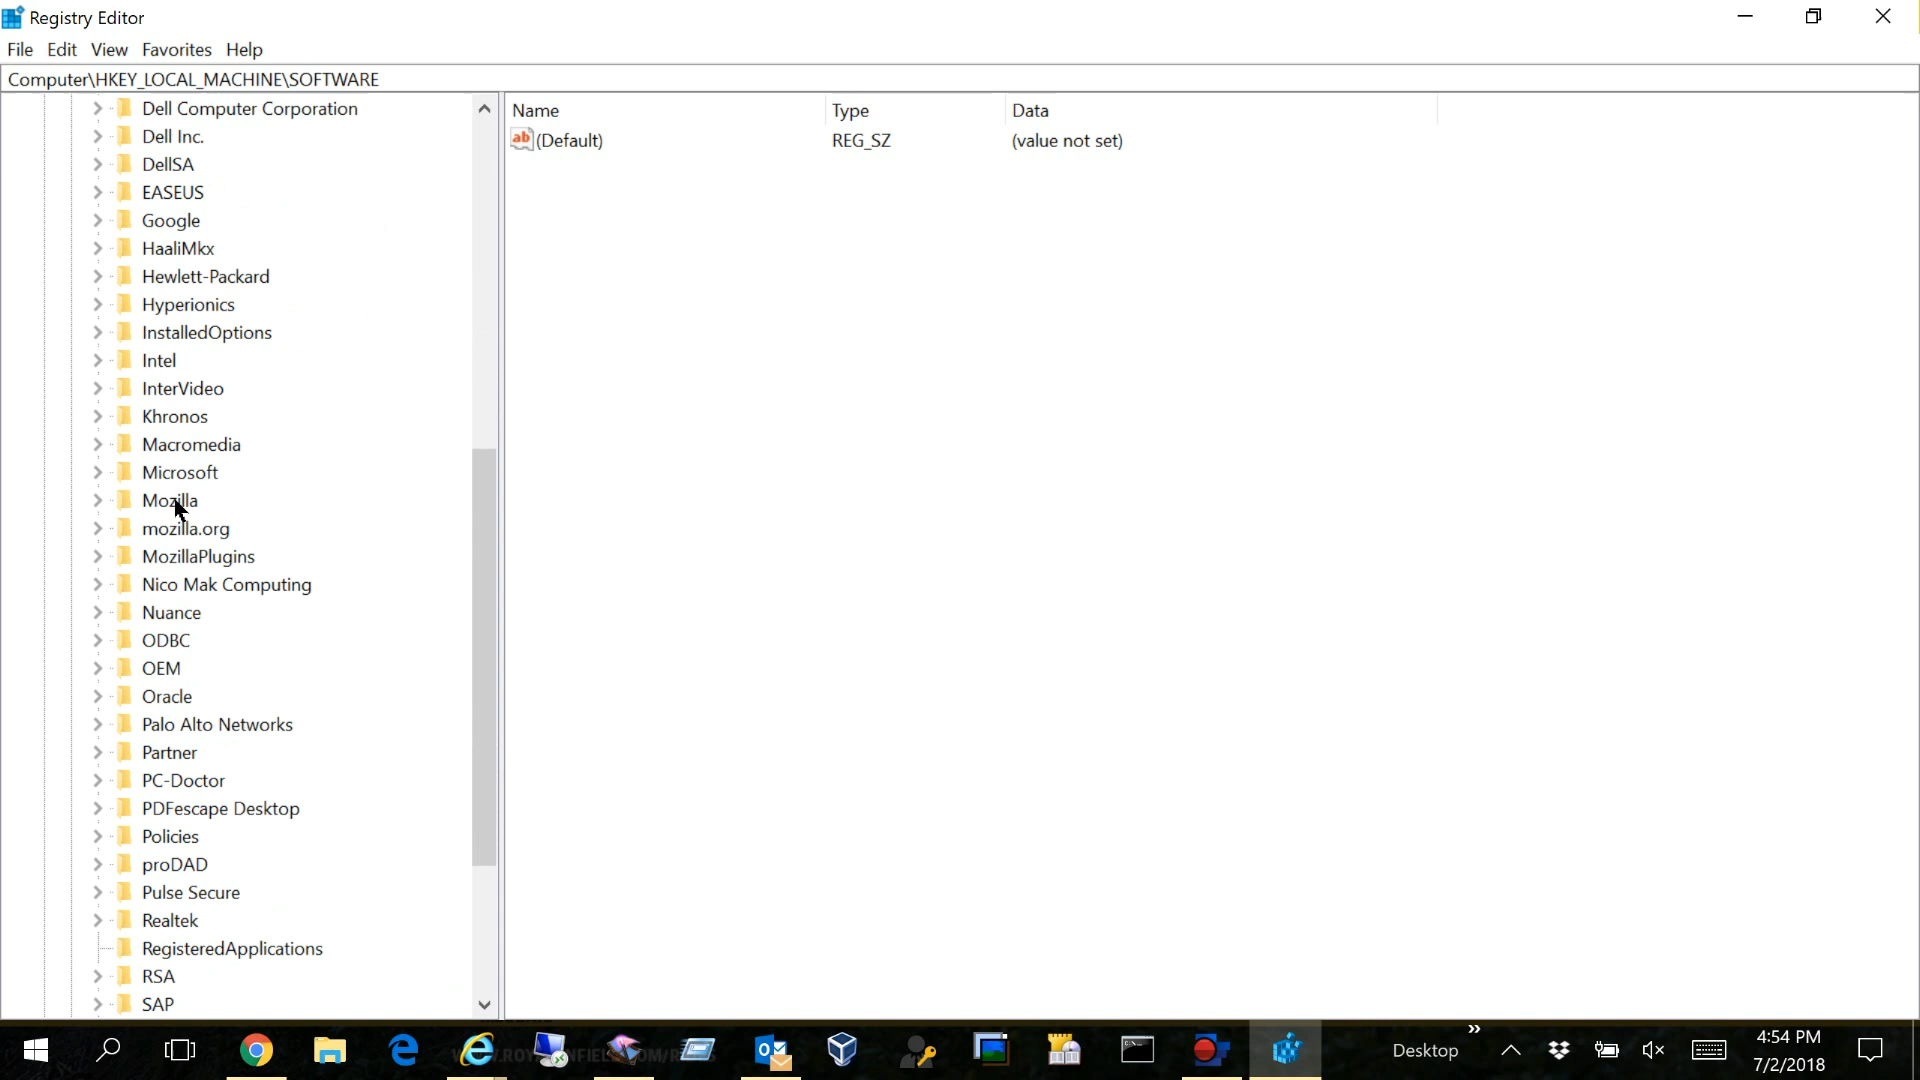 Registry Editor
File Edit View Favorites Help
Computer\HKEY_LOCAL_MACHINE\SOFTWARE
Name Type Data
(Default) REG_SZ (value not set)
Dell Computer Corporation
Dell Inc.
DellSA
EASEUS
Google
HaaliMkx
Hewlett-Packard
Hyperionics
InstalledOptions
Intel
InterVideo
Khronos
Macromedia
Microsoft
Mozilla
mozilla.org
MozillaPlugins
Nico Mak Computing
Nuance
ODBC
OEM
Oracle
Palo Alto Networks
Partner
PC-Doctor
PDFescape Desktop
Policies
proDAD
Pulse Secure
Realtek
RegisteredApplications
RSA
SAP
Desktop
4:54 PM
7/2/2018